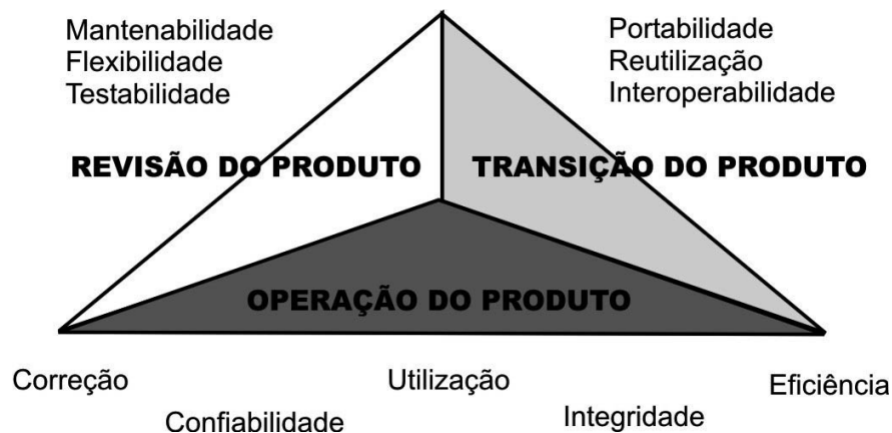 Mantenabilidade
Flexibilidade
Testabilidade
Portabilidade
Reutilização
Interoperabilidade
REVISÃO DO PRODUTO
TRANSIÇÃO DO PRODUTO
OPERAÇÃO DO PRODUTO
Correção
Utilização
Eficiência
Confiabilidade
Integridade